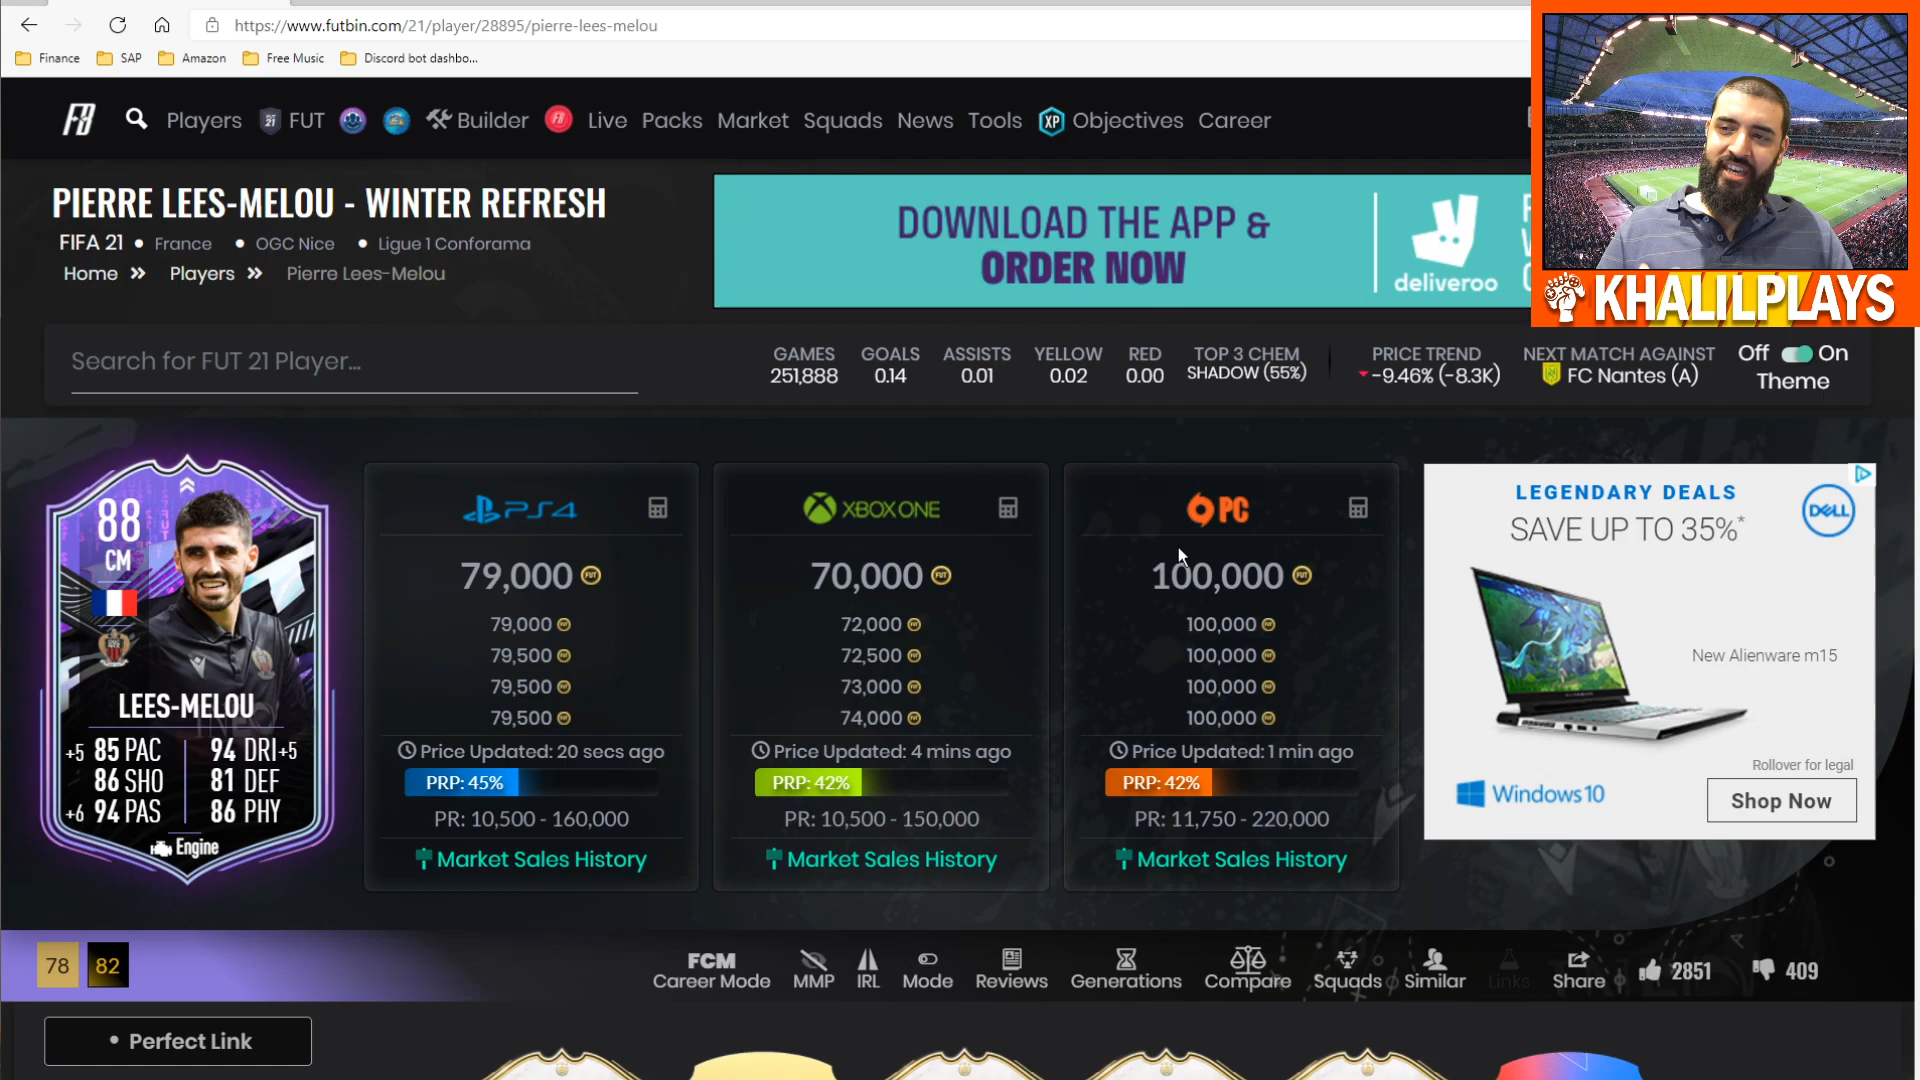 https://www.futbin.com/21/player/28895/pierre-lees-melou
Finance SAP Amazon Free Music Discord bot dashbo...
Players FUT Builder Live Packs Market Squads News Tools XP Objectives Career
PIERRE LEES-MELOU - WINTER REFRESH
FIFA 21 • France • OGC Nice • Ligue 1 Conforama
Home » Players » Pierre Lees-Melou
DOWNLOAD THE APP &
ORDER NOW
deliveroo
KHALILPLAYS
Search for FUT 21 Player...
GAMES GOALS ASSISTS YELLOW RED TOP 3 CHEM PRICE TREND NEXT MATCH AGAINST Off On
251,888 0.14 0.01 0.02 0.00 SHADOW (55%) -9.46% (-8.3K) FC Nantes (A) Theme
88
CM
LEES-MELOU
+5 85 PAC 94 DRI+5
86 SHO 81 DEF
+6 94 PAS 86 PHY
Engine
PS4
79,000
79,000
79,500
79,500
79,500
Price Updated: 20 secs ago
PRP: 45%
PR: 10,500 - 160,000
Market Sales History
XBOX ONE
70,000
72,000
72,500
73,000
74,000
Price Updated: 4 mins ago
PRP: 42%
PR: 10,500 - 150,000
Market Sales History
PC
100,000
100,000
100,000
100,000
100,000
Price Updated: 1 min ago
PRP: 42%
PR: 11,750 - 220,000
Market Sales History
LEGENDARY DEALS
SAVE UP TO 35%*
DELL
New Alienware m15
Rollover for legal
Windows 10
Shop Now
78 82
FCM
Career Mode MMP IRL Mode Reviews Generations Compare Squads Similar Links Share 2851 409
• Perfect Link